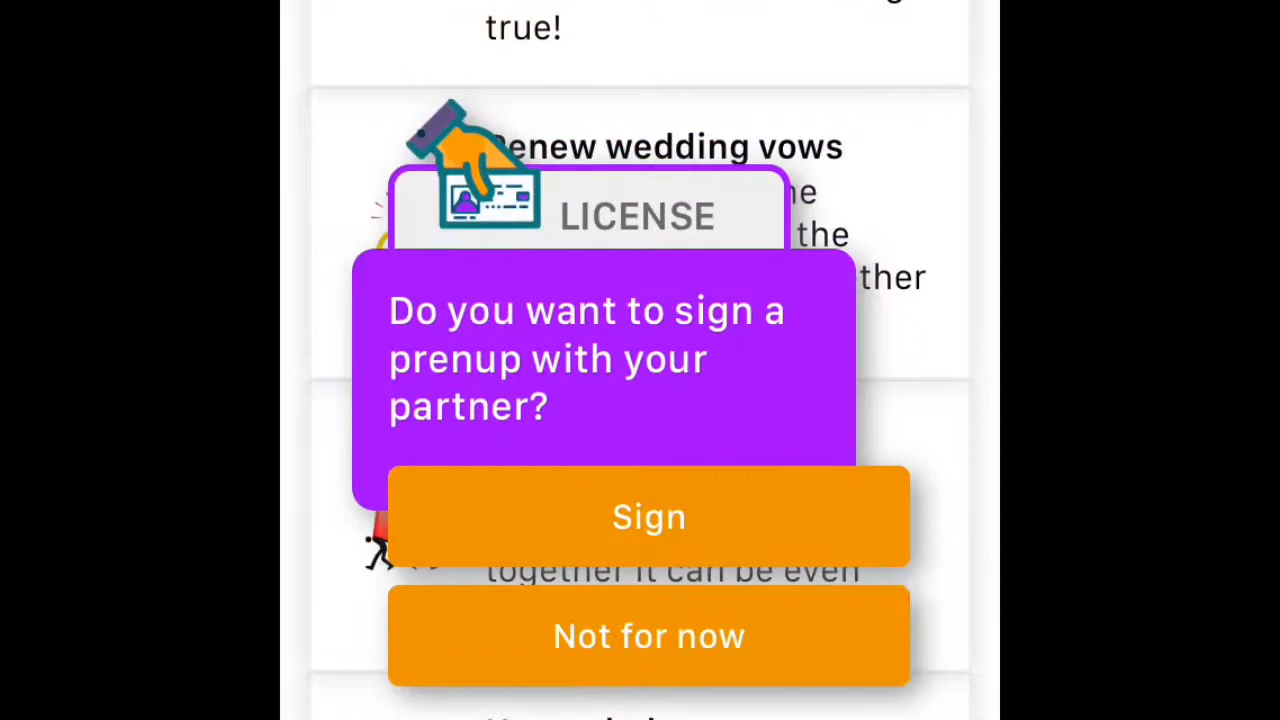 true!
Renew wedding vows
the
LICENSE
Do you want to sign a
prenup with your
partner?
Sign
together it can be even
Not for now